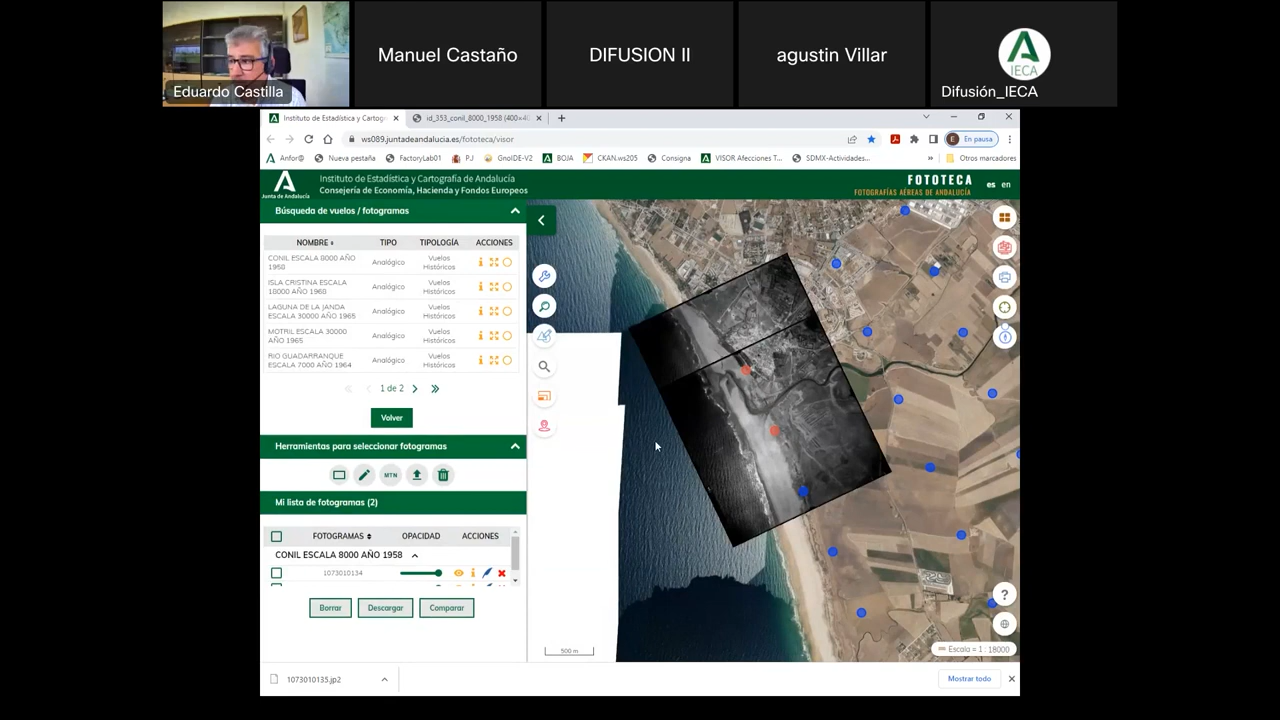 Eduardo Castilla
Manuel Castaño
DIFUSION II
agustin Villar
IECA
Difusión_IECA
Instituto de Estadística y Cartogr
id_353_conil_8000_1958 (400×40
ws089.juntadeandalucia.es/fototeca/visor
En pausa
Anfor@
Nueva pestaña
FactoryLab01
PJ
GnoIDE-V2
BOJA
CKAN.ws205
Consigna
VISOR Afecciones T...
SDMX-Actividades...
Otros marcadores
Junta de Andalucía
Instituto de Estadística y Cartografía de Andalucía
Consejería de Economía, Hacienda y Fondos Europeos
FOTOTECA
FOTOGRAFÍAS AÉREAS DE ANDALUCÍA
es en
Búsqueda de vuelos / fotogramas
NOMBRE TIPO TIPOLOGÍA ACCIONES
CONIL ESCALA 8000 AÑO 1958 Analógico Vuelos Históricos
ISLA CRISTINA ESCALA 18000 AÑO 1968 Analógico Vuelos Históricos
LAGUNA DE LA JANDA ESCALA 30000 AÑO 1965 Analógico Vuelos Históricos
MOTRIL ESCALA 30000 AÑO 1965 Analógico Vuelos Históricos
RIO GUADARRANQUE ESCALA 7000 AÑO 1964 Analógico Vuelos Históricos
1 de 2
Volver
Herramientas para seleccionar fotogramas
MTN
Mi lista de fotogramas (2)
FOTOGRAMAS OPACIDAD ACCIONES
CONIL ESCALA 8000 AÑO 1958
1073010134
Borrar
Descargar
Comparar
500 m
Escala = 1 : 18000
1073010135.jp2
Mostrar todo